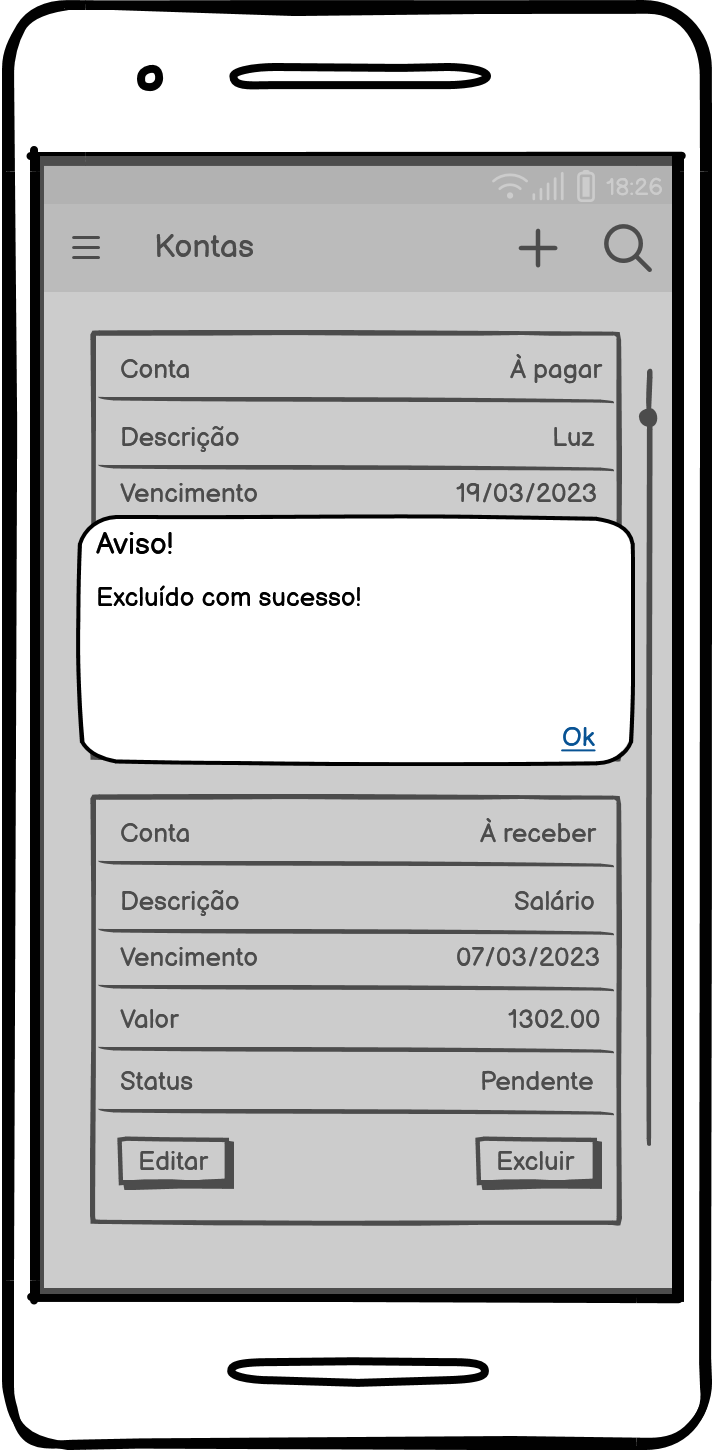 18:26
Kontas
Conta À pagar
Descrição Luz
Vencimento 19/03/2023
Aviso!
Excluído com sucesso!
Ok
Conta À receber
Descrição Salário
Vencimento 07/03/2023
Valor 1302.00
Status Pendente
Editar Excluir